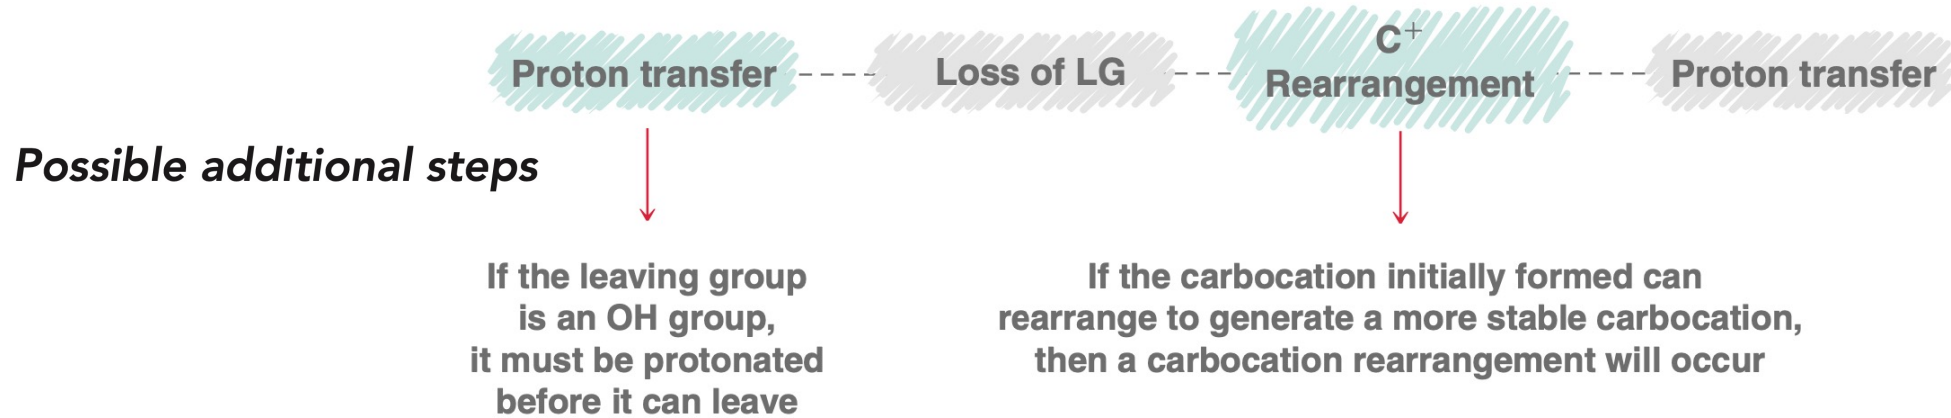 Proton transfer
Loss of LG
C+
Rearrangement
Proton transfer
Possible additional steps
If the leaving group
is an OH group,
it must be protonated
before it can leave
If the carbocation initially formed can
rearrange to generate a more stable carbocation,
then a carbocation rearrangement will occur